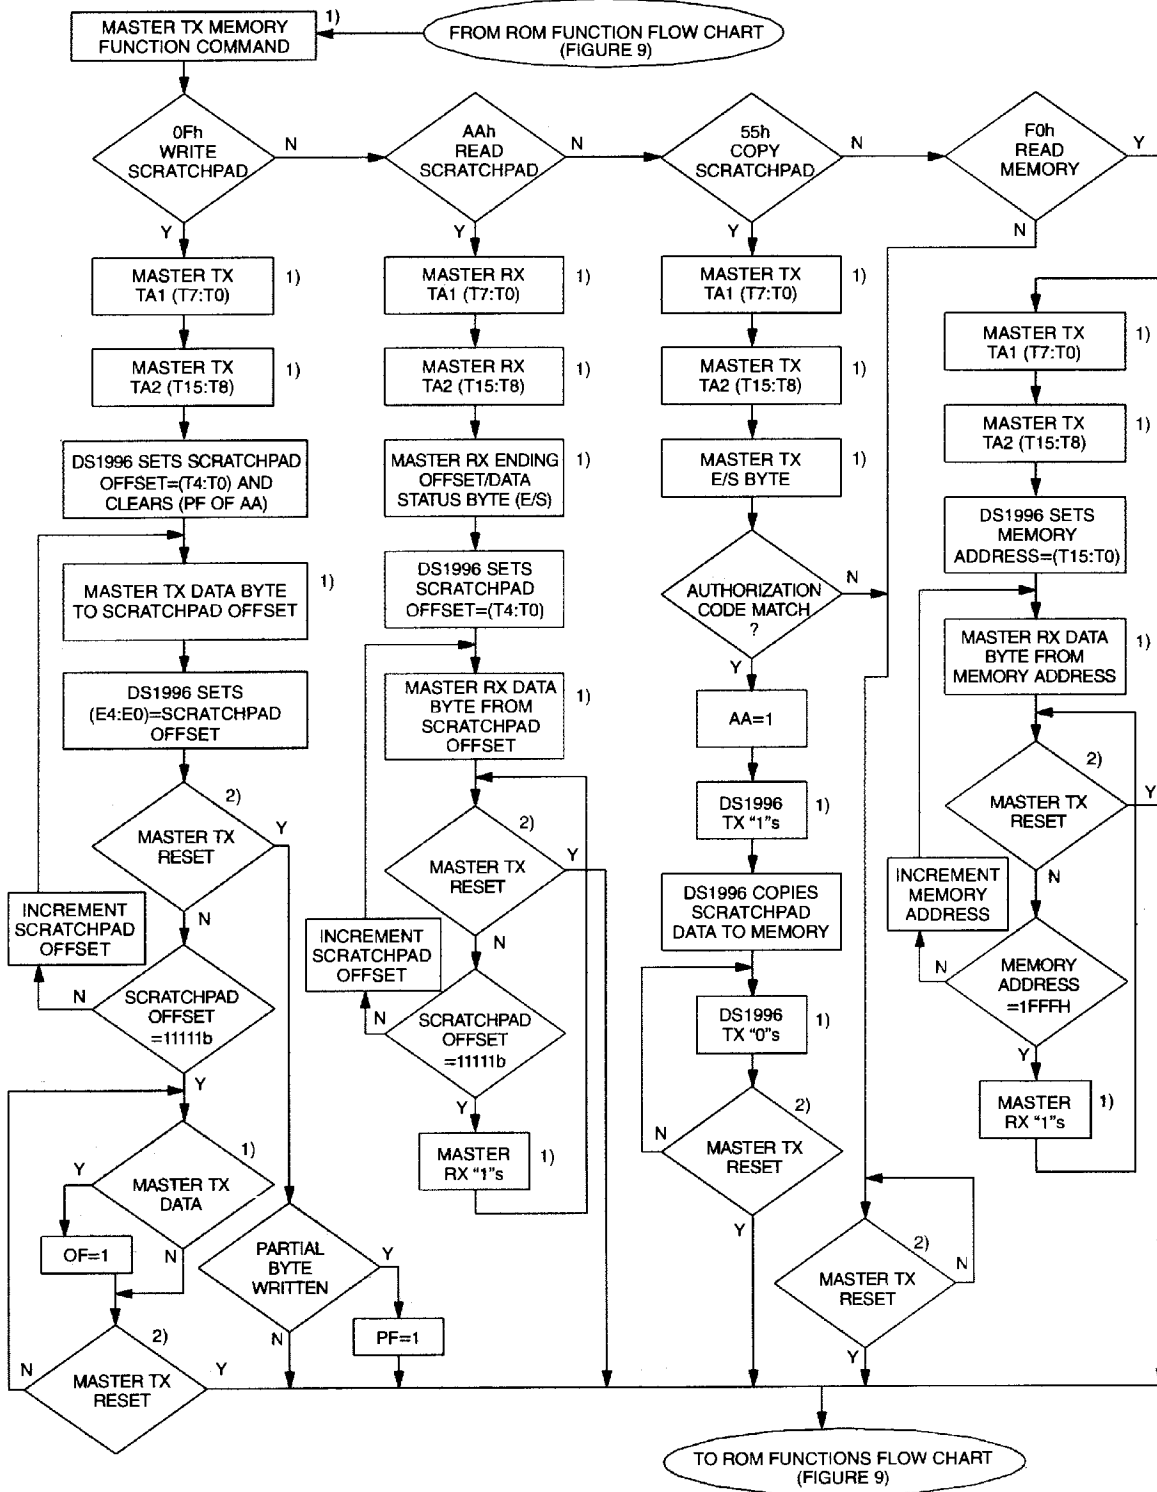 MASTER TX MEMORY
FUNCTION COMMAND
1)
FROM ROM FUNCTION FLOW CHART
(FIGURE 9)
0Fh
WRITE
SCRATCHPAD
N
Y
AAh
READ
SCRATCHPAD
N
Y
55h
COPY
SCRATCHPAD
N
Y
F0h
READ
MEMORY
Y
N
MASTER TX
TA1 (T7:T0)
1)
MASTER TX
TA2 (T15:T8)
1)
DS1996 SETS SCRATCHPAD
OFFSET=(T4:T0) AND
CLEARS (PF OF AA)
MASTER TX DATA BYTE
TO SCRATCHPAD OFFSET
1)
DS1996 SETS
(E4:E0)=SCRATCHPAD
OFFSET
2)
MASTER TX
RESET
Y
N
INCREMENT
SCRATCHPAD
OFFSET
N
SCRATCHPAD
OFFSET
=11111b
Y
1)
Y
MASTER TX
DATA
OF=1
N
2)
N
MASTER TX
RESET
Y
PARTIAL
BYTE
WRITTEN
Y
N
PF=1
MASTER RX
TA1 (T7:T0)
1)
MASTER RX
TA2 (T15:T8)
1)
MASTER RX ENDING
OFFSET/DATA
STATUS BYTE (E/S)
1)
DS1996 SETS
SCRATCHPAD
OFFSET=(T4:T0)
MASTER RX DATA
BYTE FROM
SCRATCHPAD
OFFSET
1)
2)
MASTER TX
RESET
Y
N
INCREMENT
SCRATCHPAD
OFFSET
N
SCRATCHPAD
OFFSET
=11111b
Y
MASTER
RX "1"s
1)
MASTER TX
TA1 (T7:T0)
1)
MASTER TX
TA2 (T15:T8)
1)
MASTER TX
E/S BYTE
1)
AUTHORIZATION
CODE MATCH
?
N
Y
AA=1
DS1996
TX "1"s
1)
DS1996 COPIES
SCRATCHPAD
DATA TO MEMORY
DS1996
TX "0"s
1)
2)
N
MASTER TX
RESET
Y
2)
MASTER TX
RESET
N
Y
MASTER TX
TA1 (T7:T0)
1)
MASTER TX
TA2 (T15:T8)
1)
DS1996 SETS
MEMORY
ADDRESS=(T15:T0)
MASTER RX DATA
BYTE FROM
MEMORY ADDRESS
1)
2)
MASTER TX
RESET
Y
N
INCREMENT
MEMORY
ADDRESS
N
MEMORY
ADDRESS
=1FFFH
Y
MASTER
RX "1"s
1)
TO ROM FUNCTIONS FLOW CHART
(FIGURE 9)